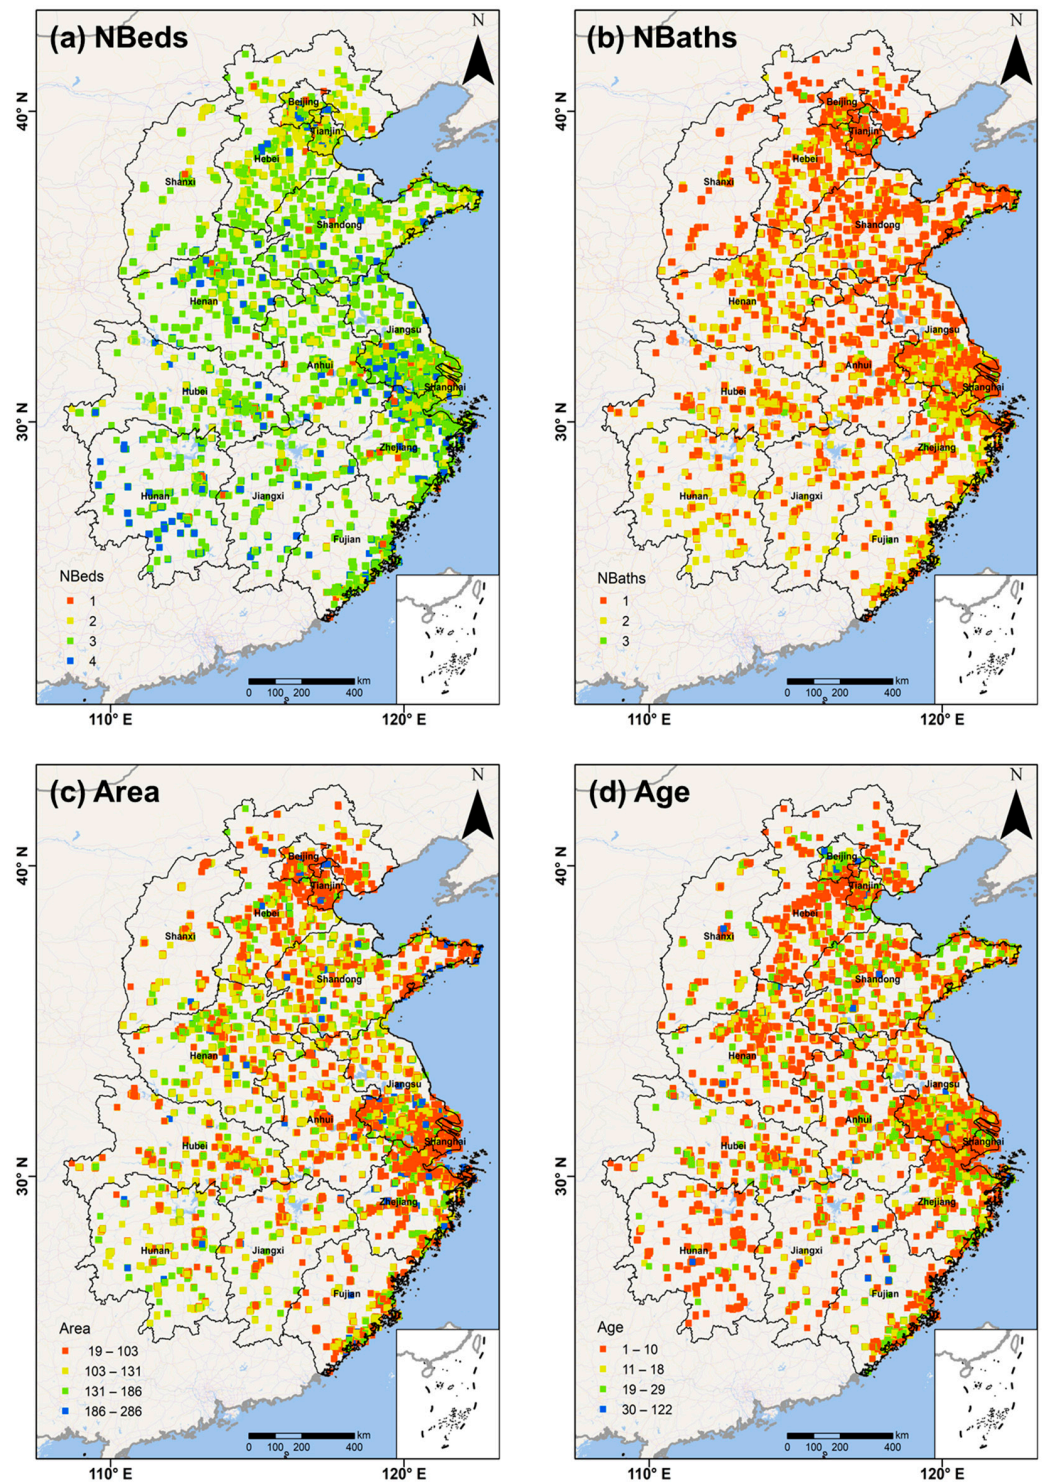 (a) NBeds
N
40° N
30° N
Beijing
Tianjin
Hebei
Shanxi
Shandong
Henan
Jiangsu
Anhui
Shanghai
Hubei
Zhejiang
Hunan
Jiangxi
Fujian
NBeds
1
2
3
4
0 100 200 400 km
110° E 120° E
(b) NBaths
N
40° N
30° N
Beijing
Tianjin
Hebei
Shanxi
Shandong
Henan
Jiangsu
Anhui
Shanghai
Hubei
Zhejiang
Hunan
Jiangxi
Fujian
NBaths
1
2
3
0 100 200 400 km
110° E 120° E
(c) Area
N
40° N
30° N
Beijing
Tianjin
Hebei
Shanxi
Shandong
Henan
Jiangsu
Anhui
Shanghai
Hubei
Zhejiang
Hunan
Jiangxi
Fujian
Area
19 – 103
103 – 131
131 – 186
186 – 286
0 100 200 400 km
110° E 120° E
(d) Age
N
40° N
30° N
Beijing
Tianjin
Hebei
Shanxi
Shandong
Henan
Jiangsu
Anhui
Shanghai
Hubei
Zhejiang
Hunan
Jiangxi
Fujian
Age
1 – 10
11 – 18
19 – 29
30 – 122
0 100 200 400 km
110° E 120° E